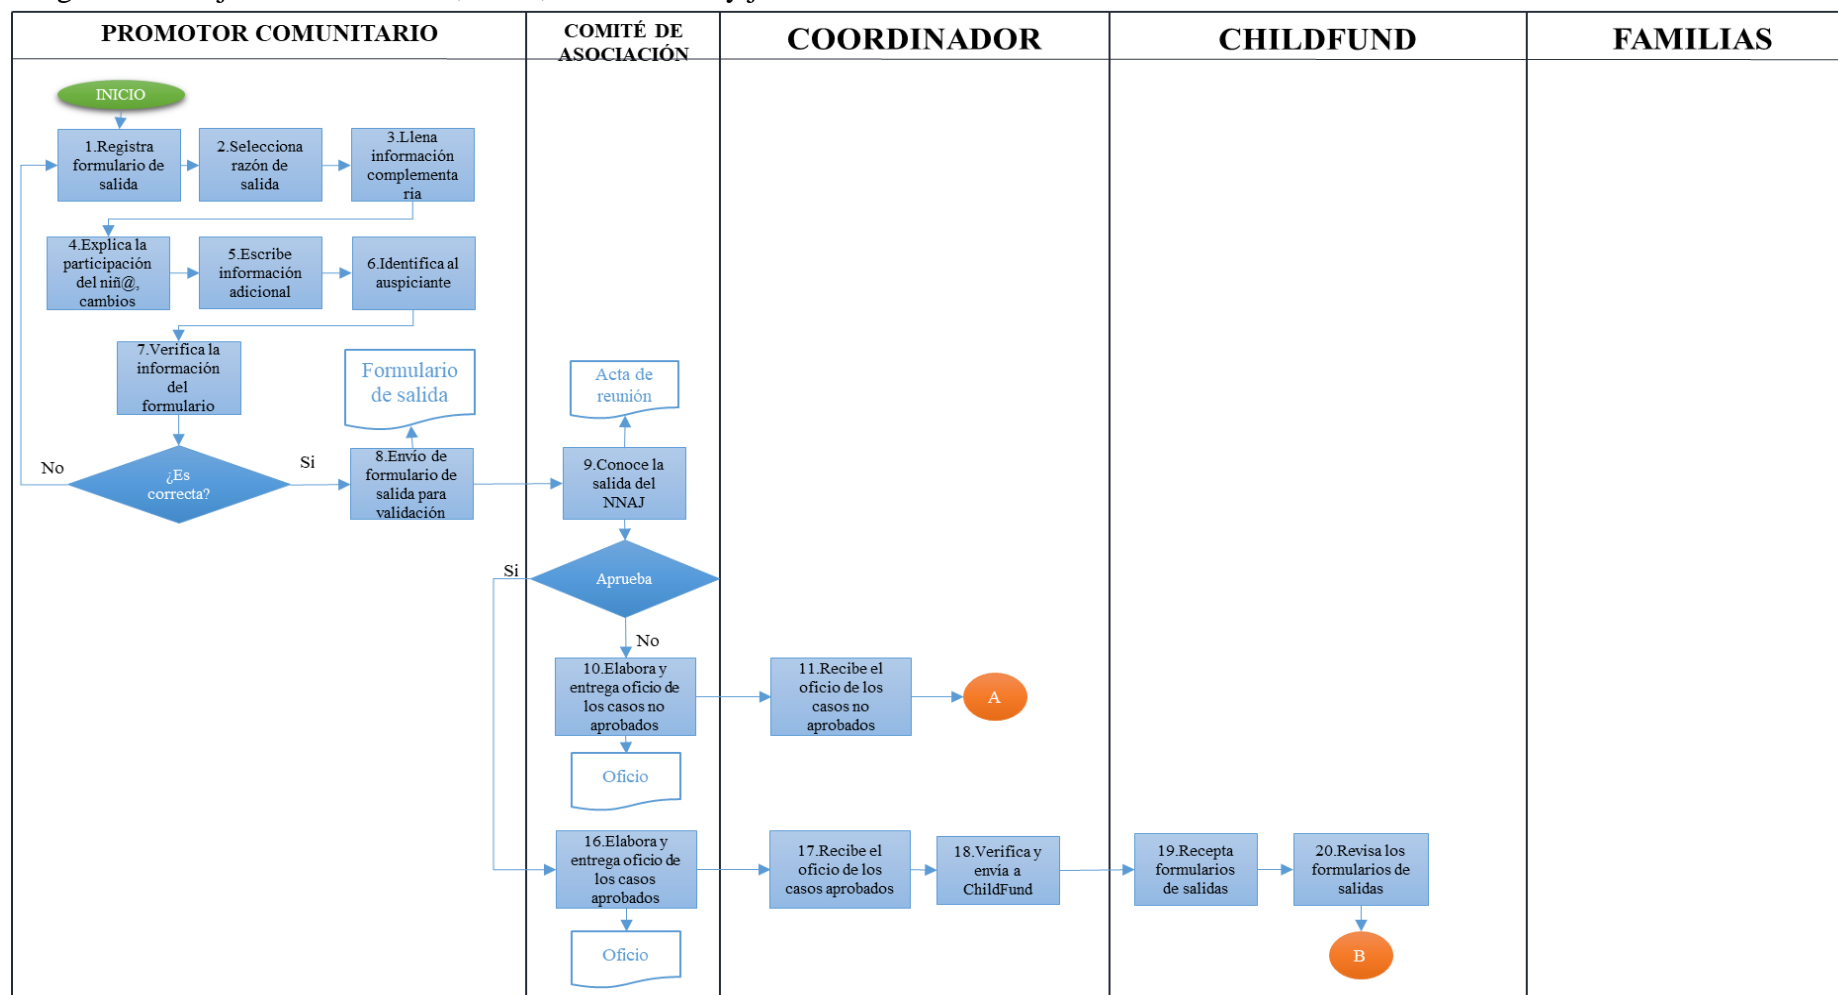 PROMOTOR COMUNITARIO
COMITÉ DE
ASOCIACIÓN
COORDINADOR
CHILDFUND
FAMILIAS
INICIO
1.Registra
formulario de
salida
2.Selecciona
razón de
salida
3.Llena
información
complementa
ria
4.Explica la
participación
del niñ@,
cambios
5.Escribe
información
adicional
6.Identifica al
auspiciante
7.Verifica la
información
del
formulario
Formulario
de salida
Acta de
reunión
No
¿Es
correcta?
Si
8.Envío de
formulario de
salida para
validación
9.Conoce la
salida del
NNAJ
Si
Aprueba
No
10.Elabora y
entrega oficio de
los casos no
aprobados
11.Recibe el
oficio de los
casos no
aprobados
A
Oficio
16.Elabora y
entrega oficio de
los casos
aprobados
17.Recibe el
oficio de los
casos aprobados
18.Verifica y
envía a
ChildFund
19.Recepta
formularios
de salidas
20.Revisa los
formularios de
salidas
Oficio
B